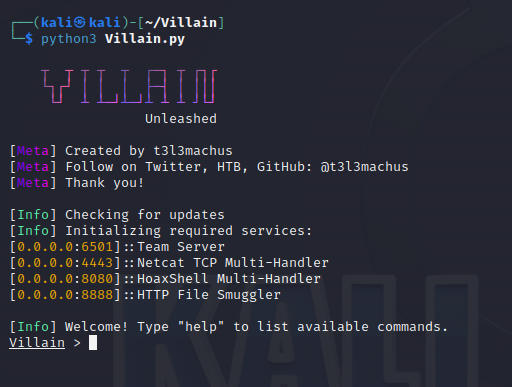 ┌──(kali㉿kali)-[~/Villain]
└─$ python3 Villain.py
VILLAIN
Unleashed
[Meta] Created by t3l3machus
[Meta] Follow on Twitter, HTB, GitHub: @t3l3machus
[Meta] Thank you!
[Info] Checking for updates
[Info] Initializing required services:
[0.0.0.0:6501]::Team Server
[0.0.0.0:4443]::Netcat TCP Multi-Handler
[0.0.0.0:8080]::HoaxShell Multi-Handler
[0.0.0.0:8888]::HTTP File Smuggler
[Info] Welcome! Type "help" to list available commands.
Villain >
KALI